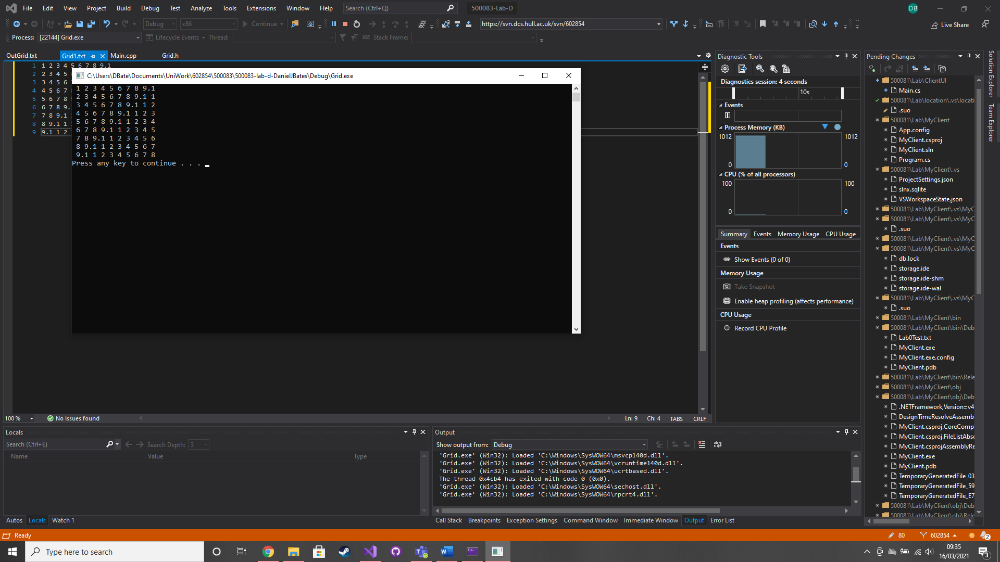 File Edit View Project Build Debug Test Analyze Tools Extensions Window Help Search (Ctrl+Q) 500083-Lab-D DB
Debug x86 Continue https://svn.dcs.hull.ac.uk/svn/602854 Live Share
Process: [22144] Grid.exe Lifecycle Events Thread: Stack Frame:
OutGrid.txt Grid1.txt Main.cpp Grid.h
1 1 2 3 4 5 6 7 8 9.1
2 2 3 4 5
3 3 4 5 6
4 4 5 6 7
5 5 6 7 8
6 6 7 8 9.
7 7 8 9.1
8 8 9.1 1
9 9.1 1 2
C:\Users\DBate\Documents\UniWork\602854\500083\500083-lab-d-DanielJBates\Debug\Grid.exe
1 2 3 4 5 6 7 8 9.1
2 3 4 5 6 7 8 9.1 1
3 4 5 6 7 8 9.1 1 2
4 5 6 7 8 9.1 1 2 3
5 6 7 8 9.1 1 2 3 4
6 7 8 9.1 1 2 3 4 5
7 8 9.1 1 2 3 4 5 6
8 9.1 1 2 3 4 5 6 7
9.1 1 2 3 4 5 6 7 8
Press any key to continue . . .
100 % No issues found Ln: 9 Ch: 4 TABS CRLF
Diagnostic Tools
Diagnostics session: 4 seconds
10s
Events
Process Memory (KB)
1012 1012
0 0
CPU (% of all processors)
100 100
0 0
Summary Events Memory Usage CPU Usage
Events
Show Events (0 of 0)
Memory Usage
Take Snapshot
Enable heap profiling (affects performance)
CPU Usage
Record CPU Profile
Pending Changes
500081\Lab\ClientUI
Main.cs
500081\Lab\location\.vs\locati
.suo
500081\Lab\MyClient
App.config
MyClient.csproj
MyClient.sln
Program.cs
500081\Lab\MyClient\.vs
ProjectSettings.json
slnx.sqlite
VSWorkspaceState.json
500081\Lab\MyClient\.vs\MyC
500081\Lab\MyClient\.vs\MyC
.suo
500081\Lab\MyClient\.vs\MyC
500081\Lab\MyClient\.vs\MyC
db.lock
storage.ide
storage.ide-shm
storage.ide-wal
500081\Lab\MyClient\.vs\MyC
.suo
500081\Lab\MyClient\bin
500081\Lab\MyClient\bin\Deb
Lab0Test.txt
MyClient.exe
MyClient.exe.config
MyClient.pdb
500081\Lab\MyClient\bin\Rele
500081\Lab\MyClient\obj
500081\Lab\MyClient\obj\Deb
.NETFramework,Version=v4
DesignTimeResolveAssemb
MyClient.csproj.CoreComp
MyClient.csproj.FileListAbsc
MyClient.csprojAssemblyRe
MyClient.exe
MyClient.pdb
TemporaryGeneratedFile_03
TemporaryGeneratedFile_59
TemporaryGeneratedFile_E7
500081\Lab\MyClient\obj\Deb
500081\Lab\MyClient\obj\Rele
Solution Explorer
Team Explorer
Locals
Search (Ctrl+E) Search Depth: 3
Name Value Type
Autos Locals Watch 1
Output
Show output from: Debug
'Grid.exe' (Win32): Loaded 'C:\Windows\SysWOW64\msvcp140d.dll'.
'Grid.exe' (Win32): Loaded 'C:\Windows\SysWOW64\vcruntime140d.dll'.
'Grid.exe' (Win32): Loaded 'C:\Windows\SysWOW64\ucrtbased.dll'.
The thread 0x4cb4 has exited with code 0 (0x0).
'Grid.exe' (Win32): Loaded 'C:\Windows\SysWOW64\sechost.dll'.
'Grid.exe' (Win32): Loaded 'C:\Windows\SysWOW64\rpcrt4.dll'.
Call Stack Breakpoints Exception Settings Command Window Immediate Window Output Error List
Ready 80 602854 2
Type here to search 09:35
16/03/2021 3